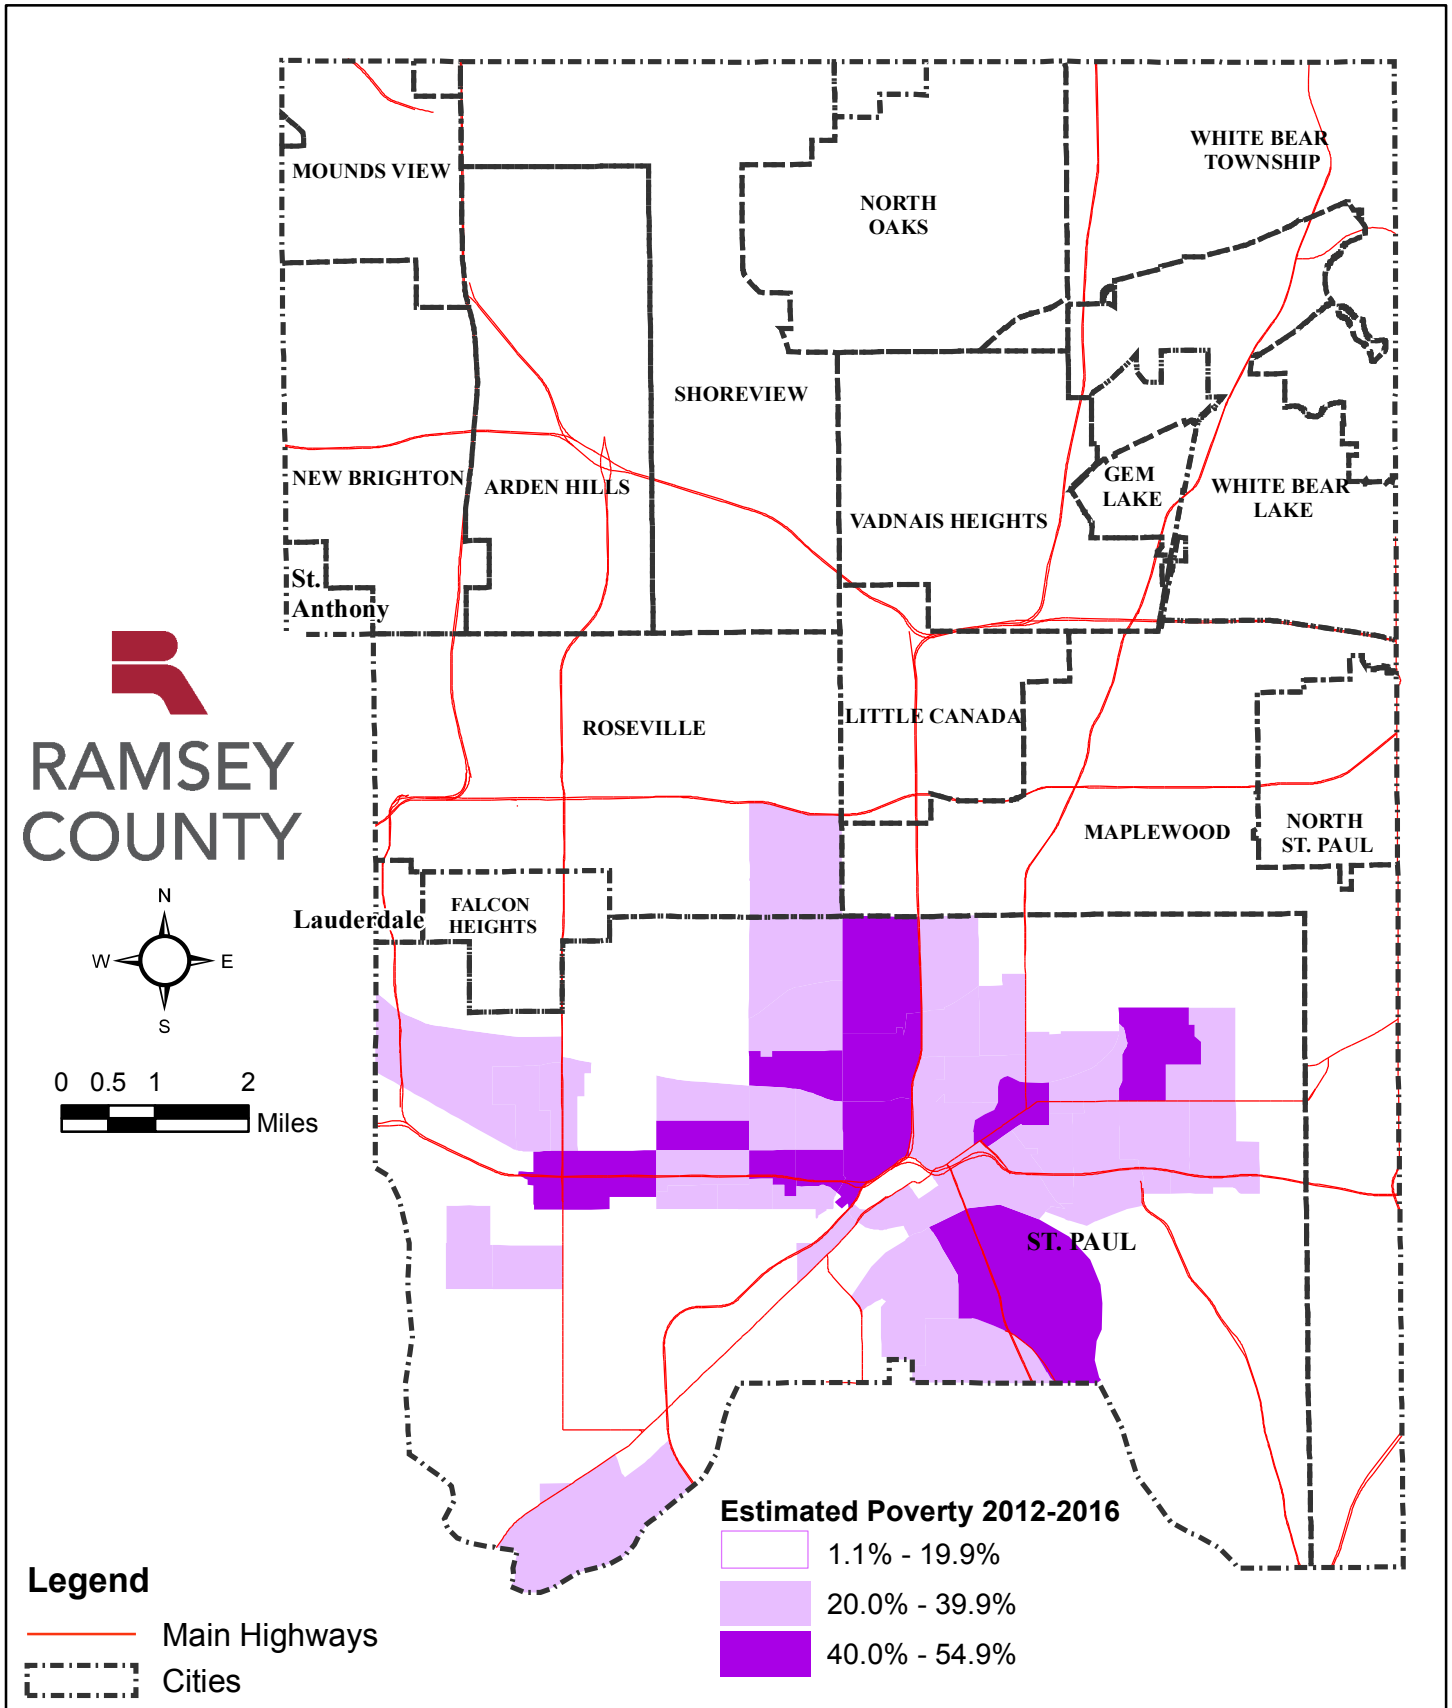 WHITE BEAR
TOWNSHIP
MOUNDS VIEW
NORTH
OAKS
SHOREVIEW
NEW BRIGHTON
ARDEN HILLS
GEM
LAKE
WHITE BEAR
LAKE
VADNAIS HEIGHTS
St.
Anthony
RAMSEY
COUNTY
ROSEVILLE
LITTLE CANADA
MAPLEWOOD
NORTH
ST. PAUL
Lauderdale
FALCON
HEIGHTS
N
W
E
S
0 0.5 1 2
Miles
ST. PAUL
Estimated Poverty 2012-2016
1.1% - 19.9%
20.0% - 39.9%
40.0% - 54.9%
Legend
Main Highways
Cities